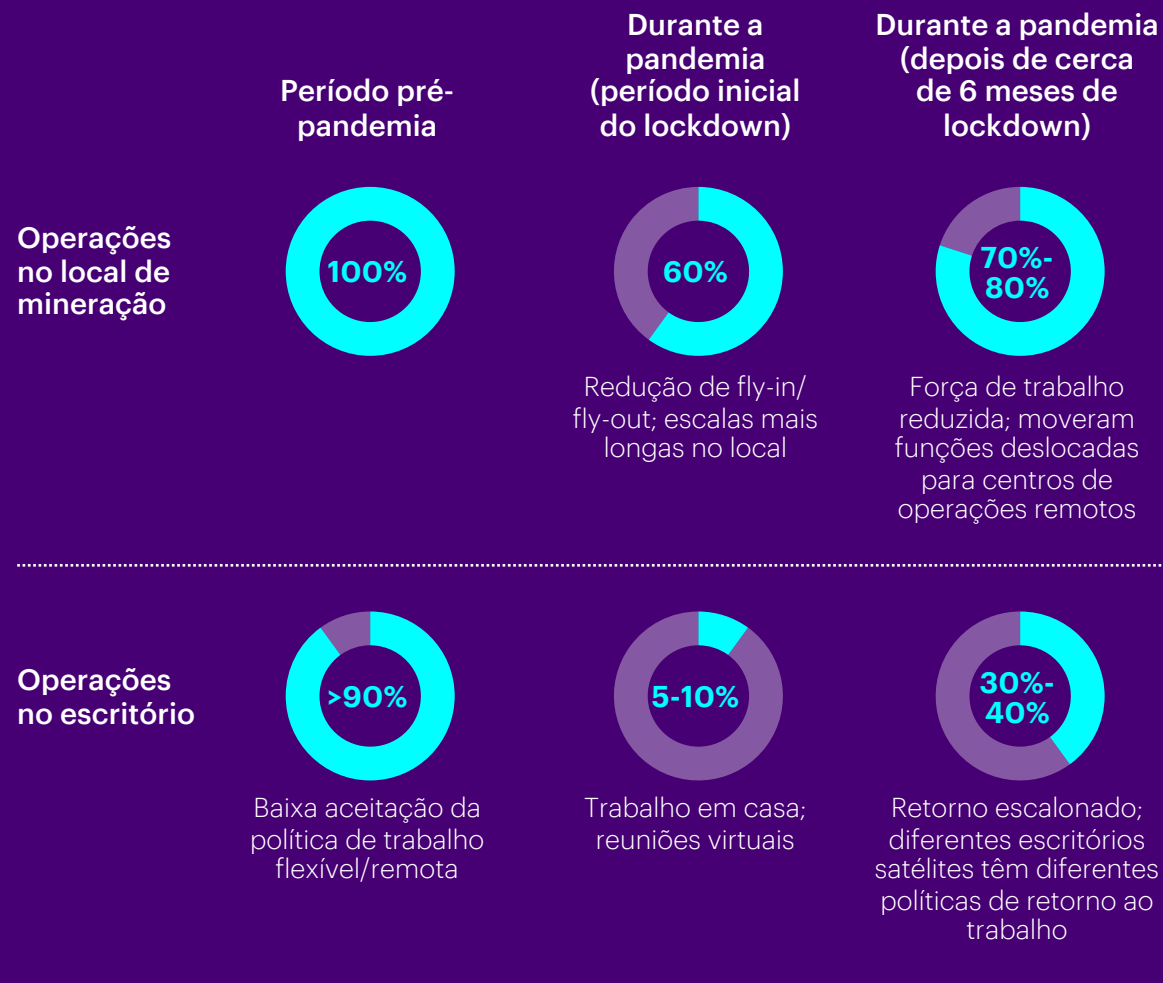 Período pré-
pandemia
Durante a
pandemia
(período inicial
do lockdown)
Durante a pandemia
(depois de cerca
de 6 meses de
lockdown)
Operações
no local de
mineração
100%
60%
Redução de fly-in/
fly-out; escalas mais
longas no local
70%-
80%
Força de trabalho
reduzida; moveram
funções deslocadas
para centros de
operações remotos
Operações
no escritório
>90%
Baixa aceitação da
política de trabalho
flexível/remota
5-10%
Trabalho em casa;
reuniões virtuais
30%-
40%
Retorno escalonado;
diferentes escritórios
satélites têm diferentes
políticas de retorno ao
trabalho